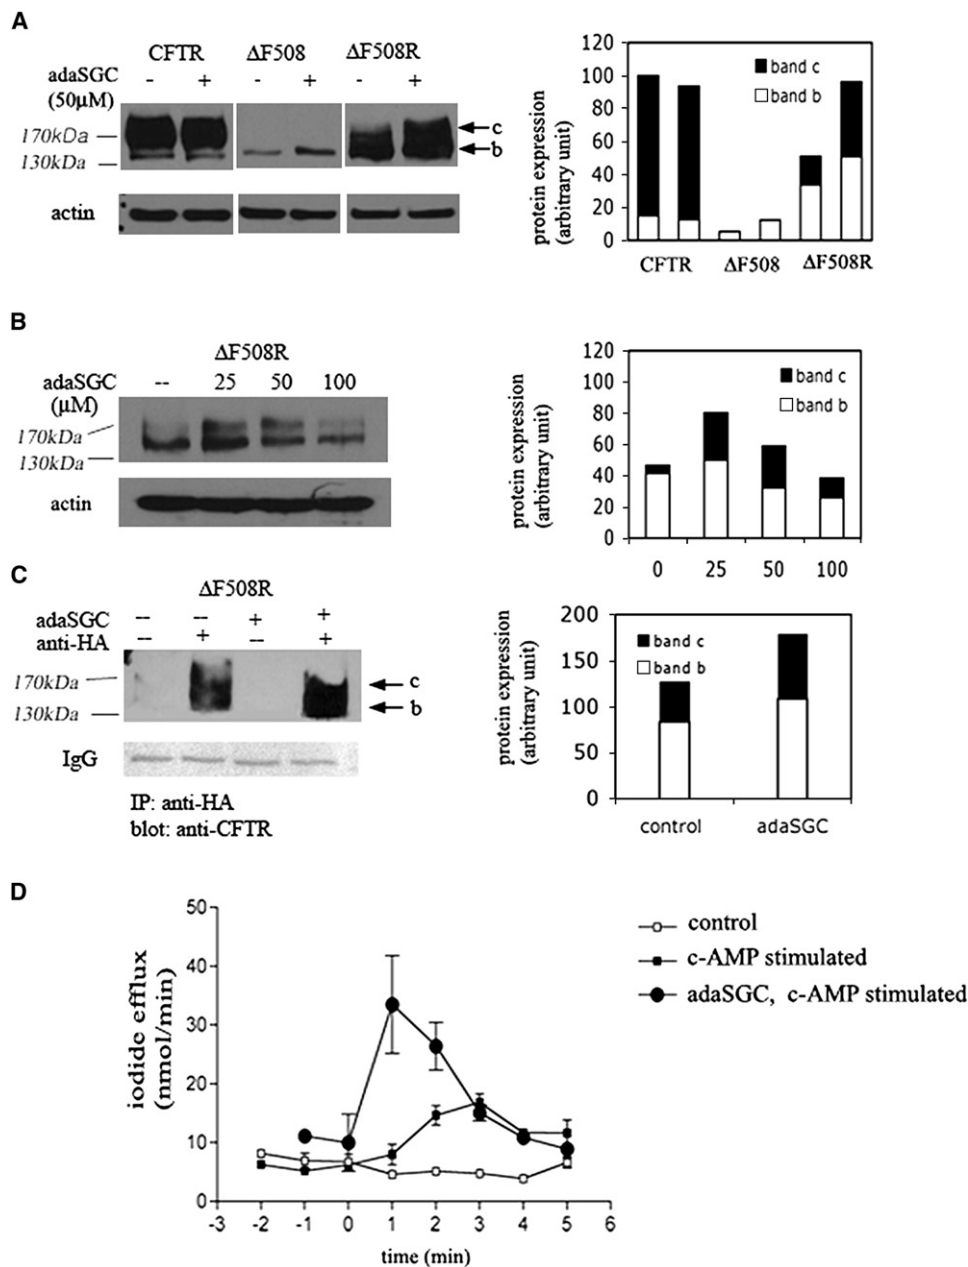 A
CFTR ΔF508 ΔF508R
adaSGC - + - + - +
(50μM)
170kDa
130kDa
c
b
actin
120
100
80
60
40
20
0
protein expression
(arbitrary unit)
band c
band b
CFTR ΔF508 ΔF508R
B
ΔF508R
adaSGC -- 25 50 100
(μM)
170kDa
130kDa
actin
120
100
80
60
40
20
0
protein expression
(arbitrary unit)
band c
band b
0 25 50 100
C
ΔF508R
adaSGC -- -- + +
anti-HA -- + -- +
170kDa
130kDa
c
b
IgG
IP: anti-HA
blot: anti-CFTR
200
150
100
50
0
protein expression
(arbitrary unit)
band c
band b
control adaSGC
D
50
40
30
20
10
0
iodide efflux
(nmol/min)
-3 -2 -1 0 1 2 3 4 5 6
time (min)
control
c-AMP stimulated
adaSGC, c-AMP stimulated